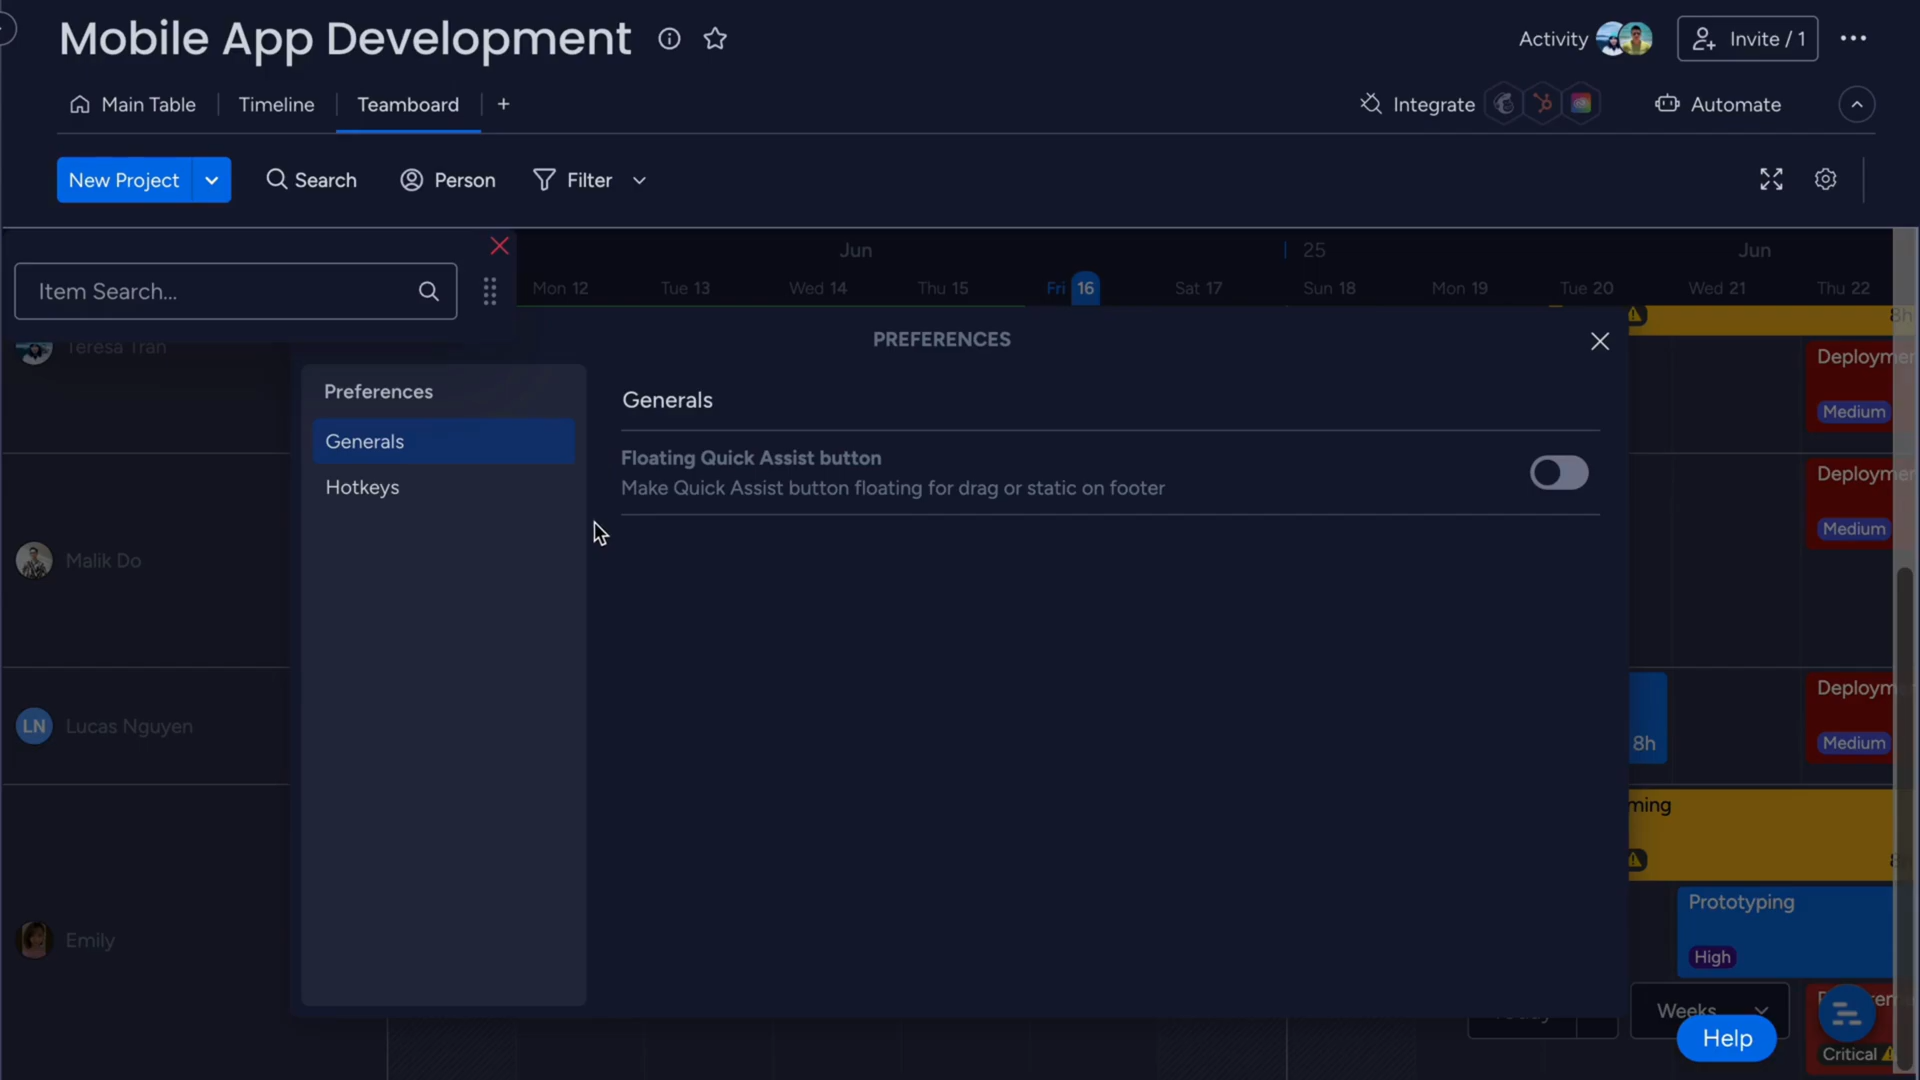 Mobile App Development
Activity
Invite / 1
Main Table
Timeline
Teamboard
+
Integrate
Automate
New Project
Search
Person
Filter
Item Search...
Jun
25
Jun
Mon 12
Tue 13
Wed 14
Thu 15
Fri 16
Sat 17
Sun 18
Mon 19
Tue 20
Wed 21
Thu 22
8h
PREFERENCES
Teresa Tran
Deploymer
Medium
Preferences
Generals
Generals
Hotkeys
Floating Quick Assist button
Make Quick Assist button floating for drag or static on footer
Deploymer
Medium
Malik Do
Lucas Nguyen
LN
8h
Deploym
Medium
ming
Prototyping
High
Emily
Weeks
Help
Critical